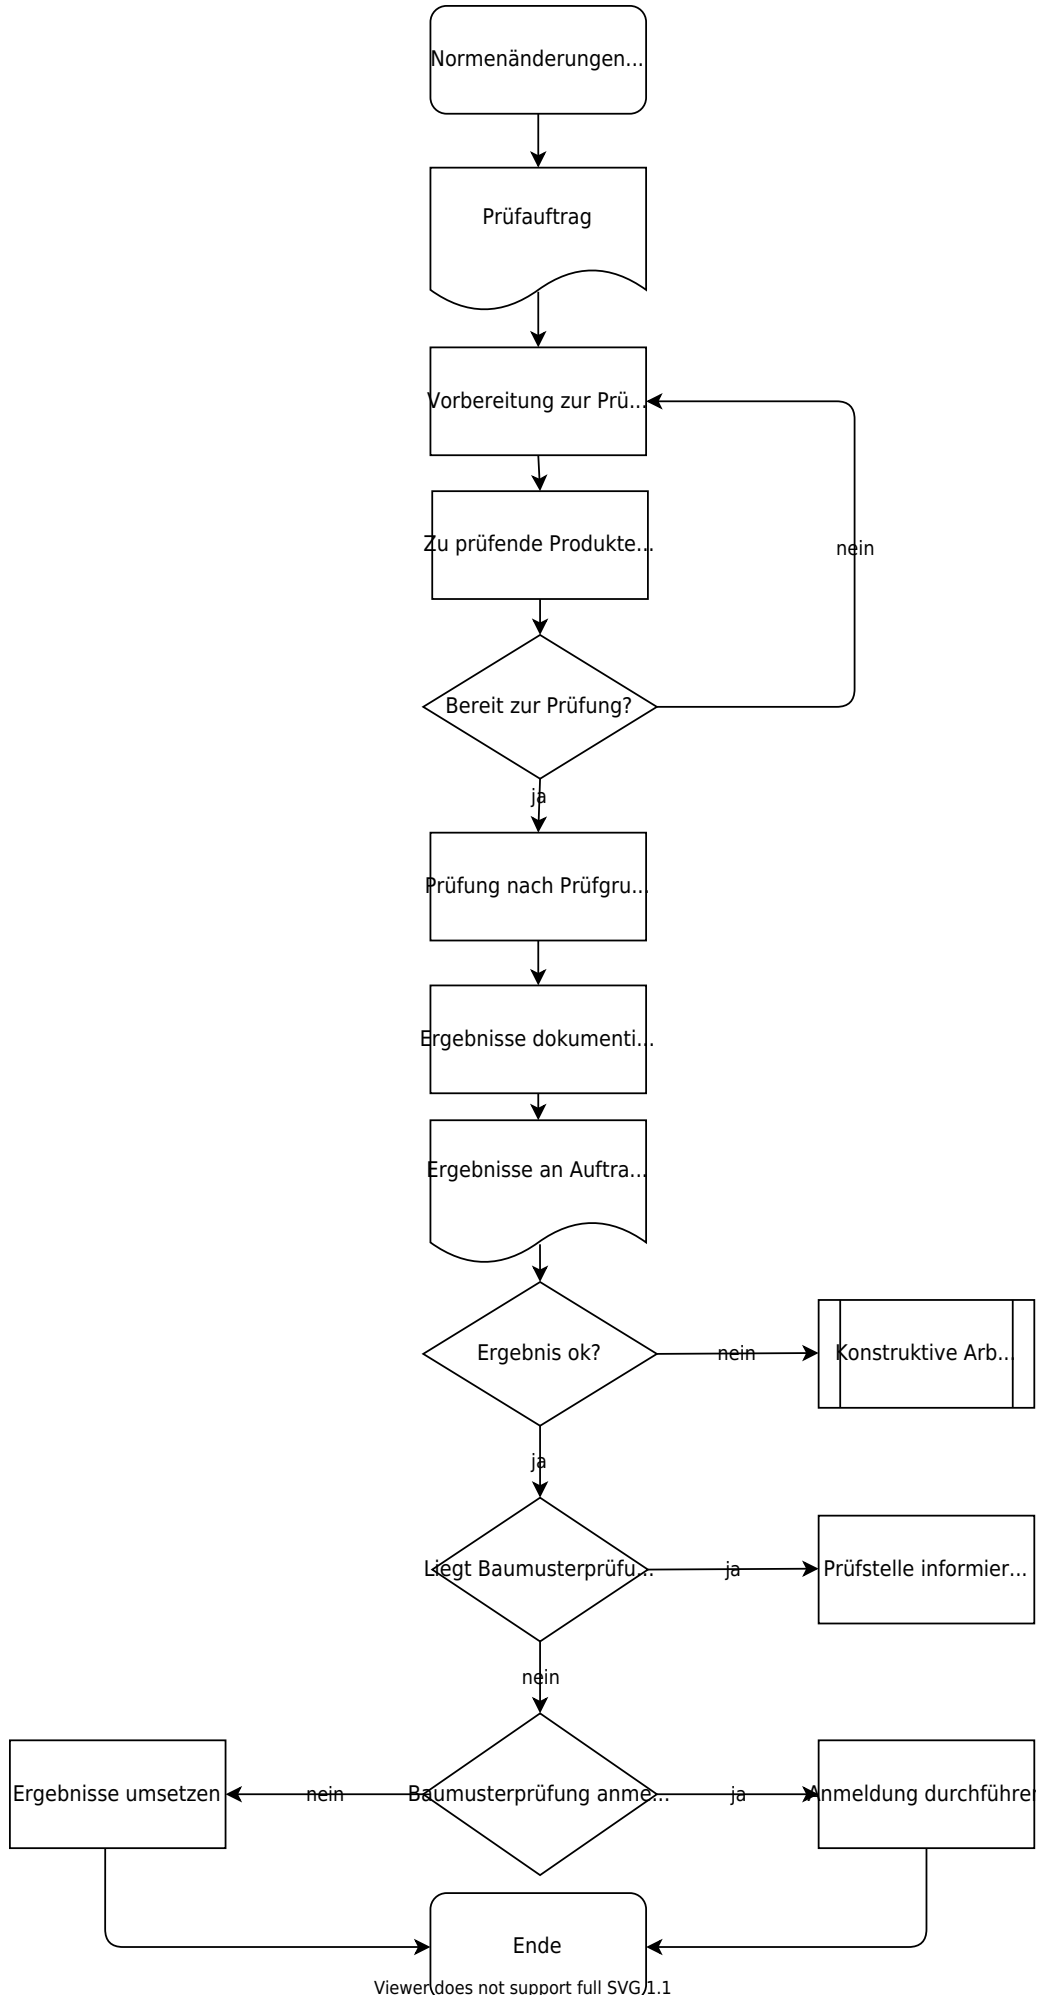 Normenänderungen...
Prüfauftrag
Vorbereitung zur Prü...
Zu prüfende Produkte...
nein
Bereit zur Prüfung?
ja
Prüfung nach Prüfgru...
Ergebnisse dokumenti...
Ergebnisse an Auftra...
Ergebnis ok?
nein
Konstruktive Arb...
ja
Liegt Baumusterprüfu...
ja
Prüfstelle informier...
nein
Ergebnisse umsetzen
nein
Baumusterprüfung anme...
ja
Anmeldung durchführen
Ende
Viewer does not support full SVG 1.1